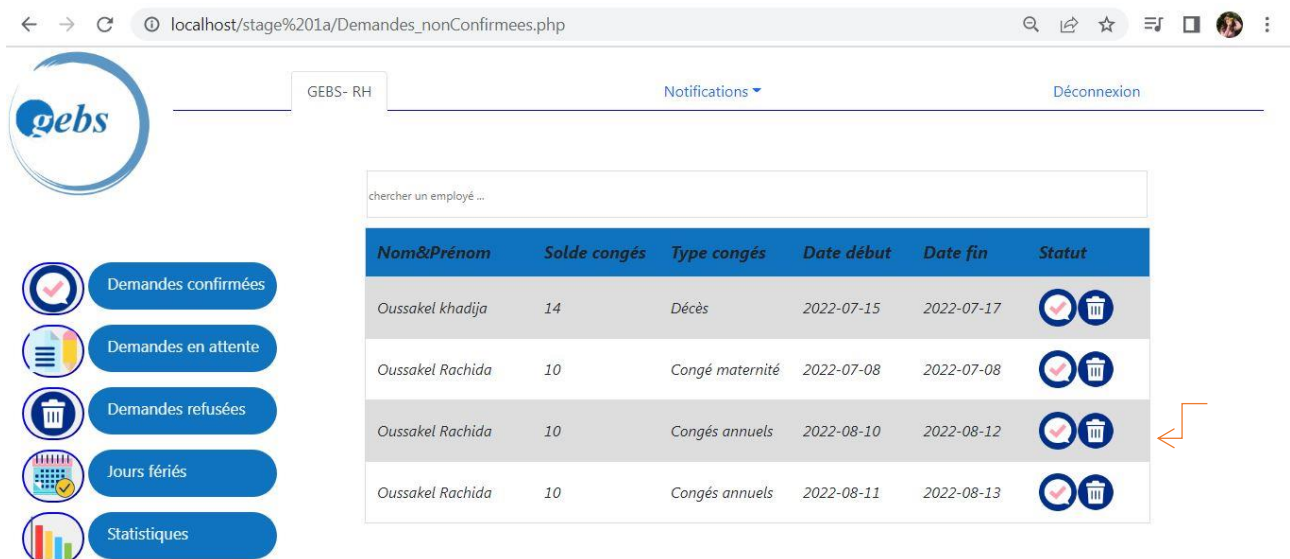 localhost/stage%201a/Demandes_nonConfirmees.php
gebs
GEBS- RH Notifications Déconnexion
chercher un employé ...
Nom&Prénom Solde congés Type congés Date début Date fin Statut
Oussakel khadija 14 Décès 2022-07-15 2022-07-17
Oussakel Rachida 10 Congé maternité 2022-07-08 2022-07-08
Oussakel Rachida 10 Congés annuels 2022-08-10 2022-08-12
Oussakel Rachida 10 Congés annuels 2022-08-11 2022-08-13
Demandes confirmées
Demandes en attente
Demandes refusées
Jours fériés
Statistiques